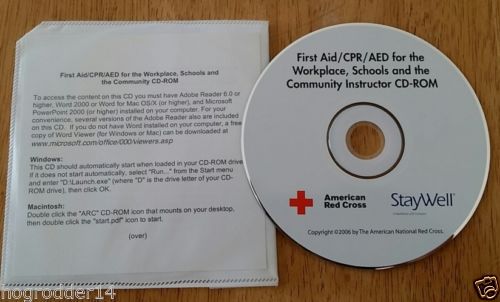 First Aid/CPR/AED for the Workplace, Schools and
the Community CD-ROM
To access the content on this CD you must have Adobe Reader 6.0 or
higher, Word 2000 or Word for Mac OS/X (or higher), and Microsoft
PowerPoint 2000 (or higher) installed on your computer. For your
convenience, several versions of the Adobe Reader also are included
on this CD. If you do not have Word installed on your computer, a free
copy of Word Viewer (for Windows or Mac) can be downloaded at
www.microsoft.com/office/000/viewers.asp
Windows:
This CD should automatically start when loaded in your CD-ROM drive.
If it does not start automatically, select "Run..." from the Start menu
and enter "D:\Launch.exe" (where "D" is the drive letter of your CD-
ROM drive), then click OK.
Macintosh:
Double click the "ARC" CD-ROM icon that mounts on your desktop,
then double click the "start.pdf" icon to start.
(over)
First Aid/CPR/AED for the
Workplace, Schools and the
Community Instructor CD-ROM
American
Red Cross
StayWell
Copyright ©2006 by The American National Red Cross.
hogrodder14